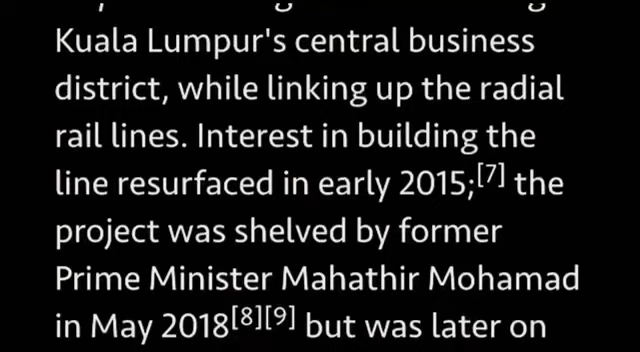 Kuala Lumpur's central business
district, while linking up the radial
rail lines. Interest in building the
line resurfaced in early 2015;[7] the
project was shelved by former
Prime Minister Mahathir Mohamad
in May 2018[8][9] but was later on